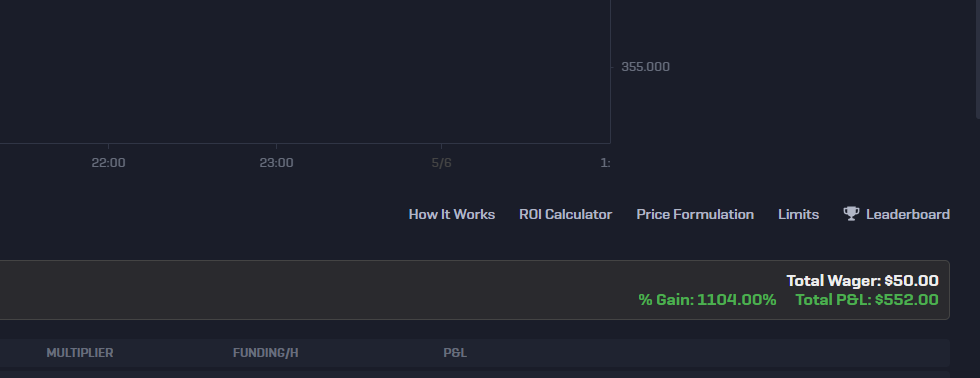 355.000
22:00 23:00 5/6 1:
How It Works ROI Calculator Price Formulation Limits Leaderboard
Total Wager: $50.00
% Gain: 1104.00% Total P&L: $552.00
MULTIPLIER FUNDING/H P&L